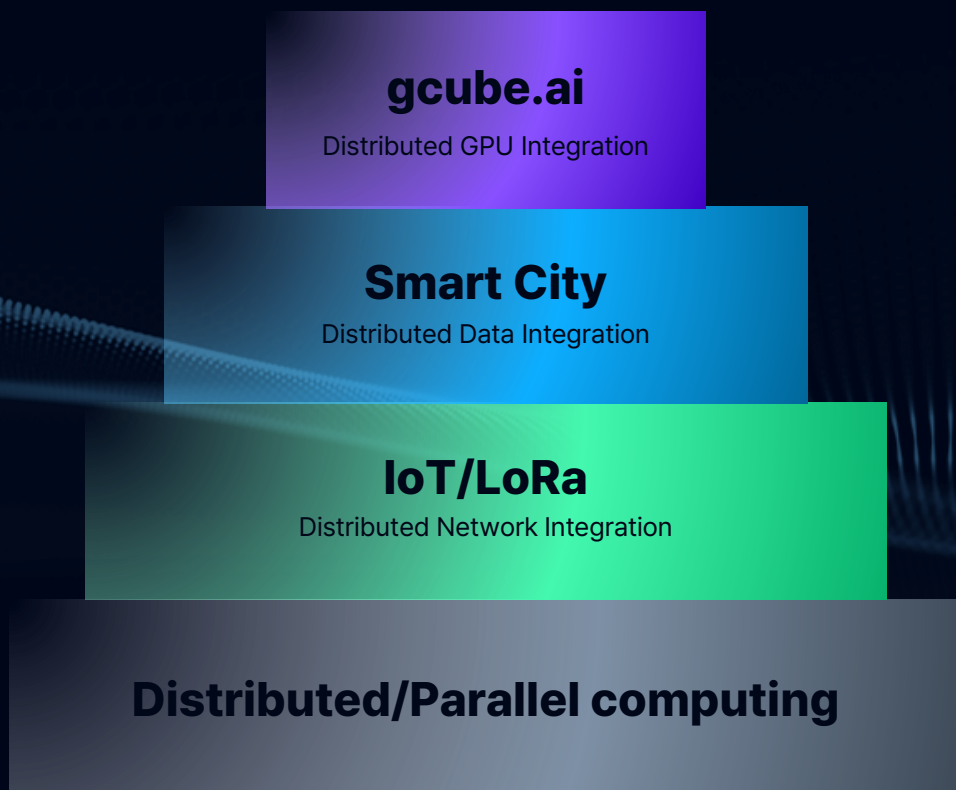 gcube.ai
Distributed GPU Integration
Smart City
Distributed Data Integration
IoT/LoRa
Distributed Network Integration
Distributed/Parallel computing